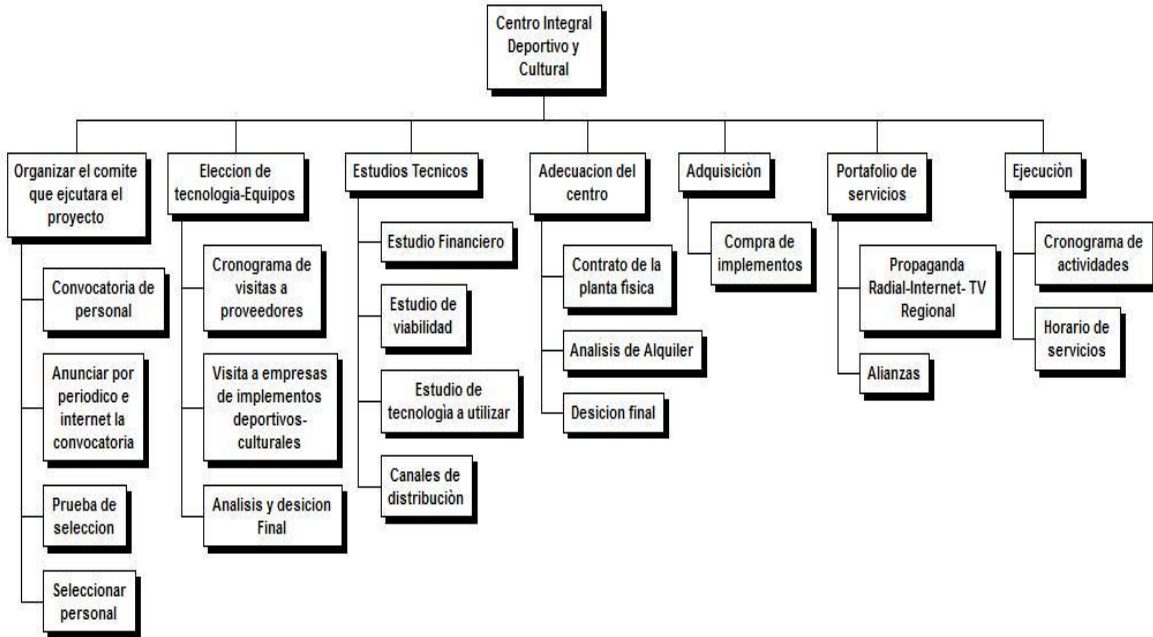 Centro Integral
Deportivo y
Cultural
Organizar el comite
que ejcutara el
proyecto
Convocatoria de
personal
Anunciar por
periodico e
internet la
convocatoria
Prueba de
seleccion
Seleccionar
personal
Eleccion de
tecnologia-Equipos
Cronograma de
visitas a
proveedores
Visita a empresas
de implementos
deportivos-
culturales
Analisis y desicion
Final
Estudios Tecnicos
Estudio Financiero
Estudio de
viabilidad
Estudio de
tecnologìa a utilizar
Canales de
distribuciòn
Adecuacion del
centro
Contrato de la
planta fìsica
Analisis de Alquiler
Desicion final
Adquisiciòn
Compra de
implementos
Portafolio de
servicios
Propaganda
Radial-Internet- TV
Regional
Alianzas
Ejecuciòn
Cronograma de
actividades
Horario de
servicios